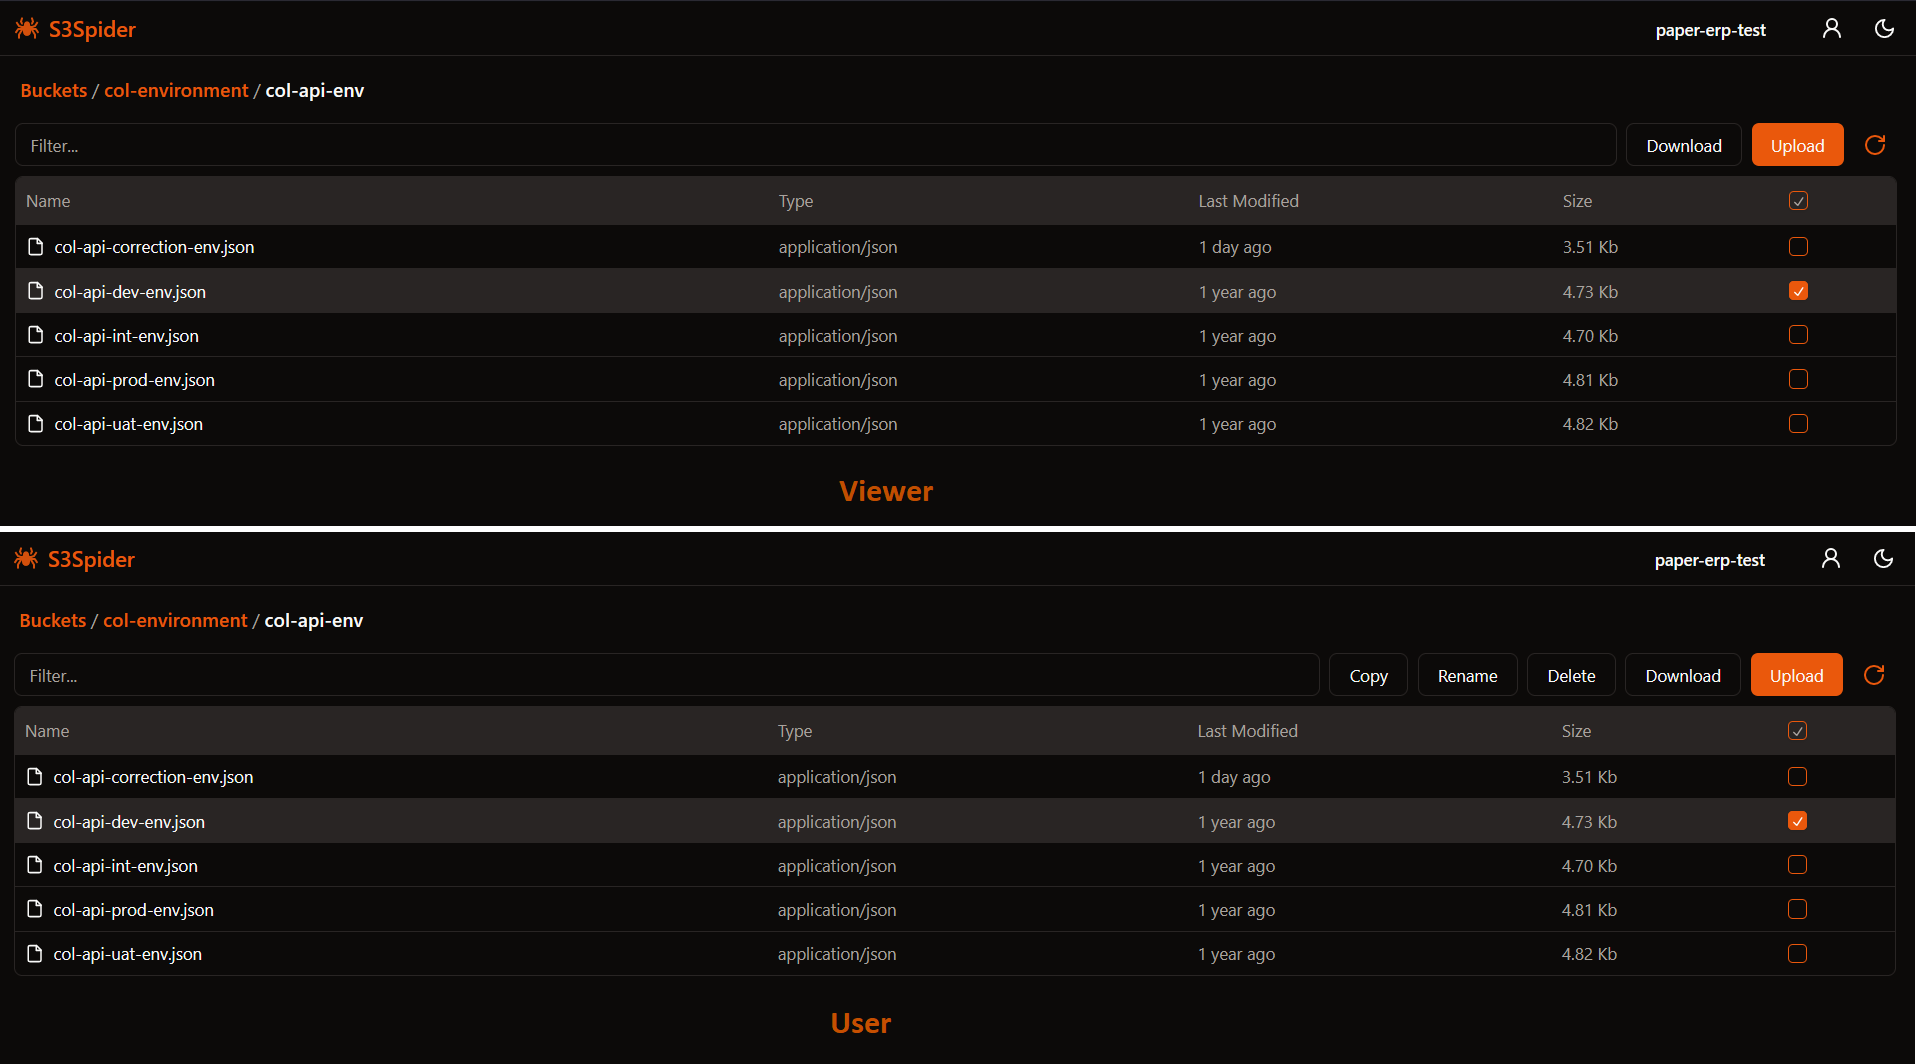 S3Spider paper-erp-test
Buckets / col-environment / col-api-env
Filter... Download Upload
Name Type Last Modified Size
col-api-correction-env.json application/json 1 day ago 3.51 Kb
col-api-dev-env.json application/json 1 year ago 4.73 Kb
col-api-int-env.json application/json 1 year ago 4.70 Kb
col-api-prod-env.json application/json 1 year ago 4.81 Kb
col-api-uat-env.json application/json 1 year ago 4.82 Kb
Viewer
S3Spider paper-erp-test
Buckets / col-environment / col-api-env
Filter... Copy Rename Delete Download Upload
Name Type Last Modified Size
col-api-correction-env.json application/json 1 day ago 3.51 Kb
col-api-dev-env.json application/json 1 year ago 4.73 Kb
col-api-int-env.json application/json 1 year ago 4.70 Kb
col-api-prod-env.json application/json 1 year ago 4.81 Kb
col-api-uat-env.json application/json 1 year ago 4.82 Kb
User